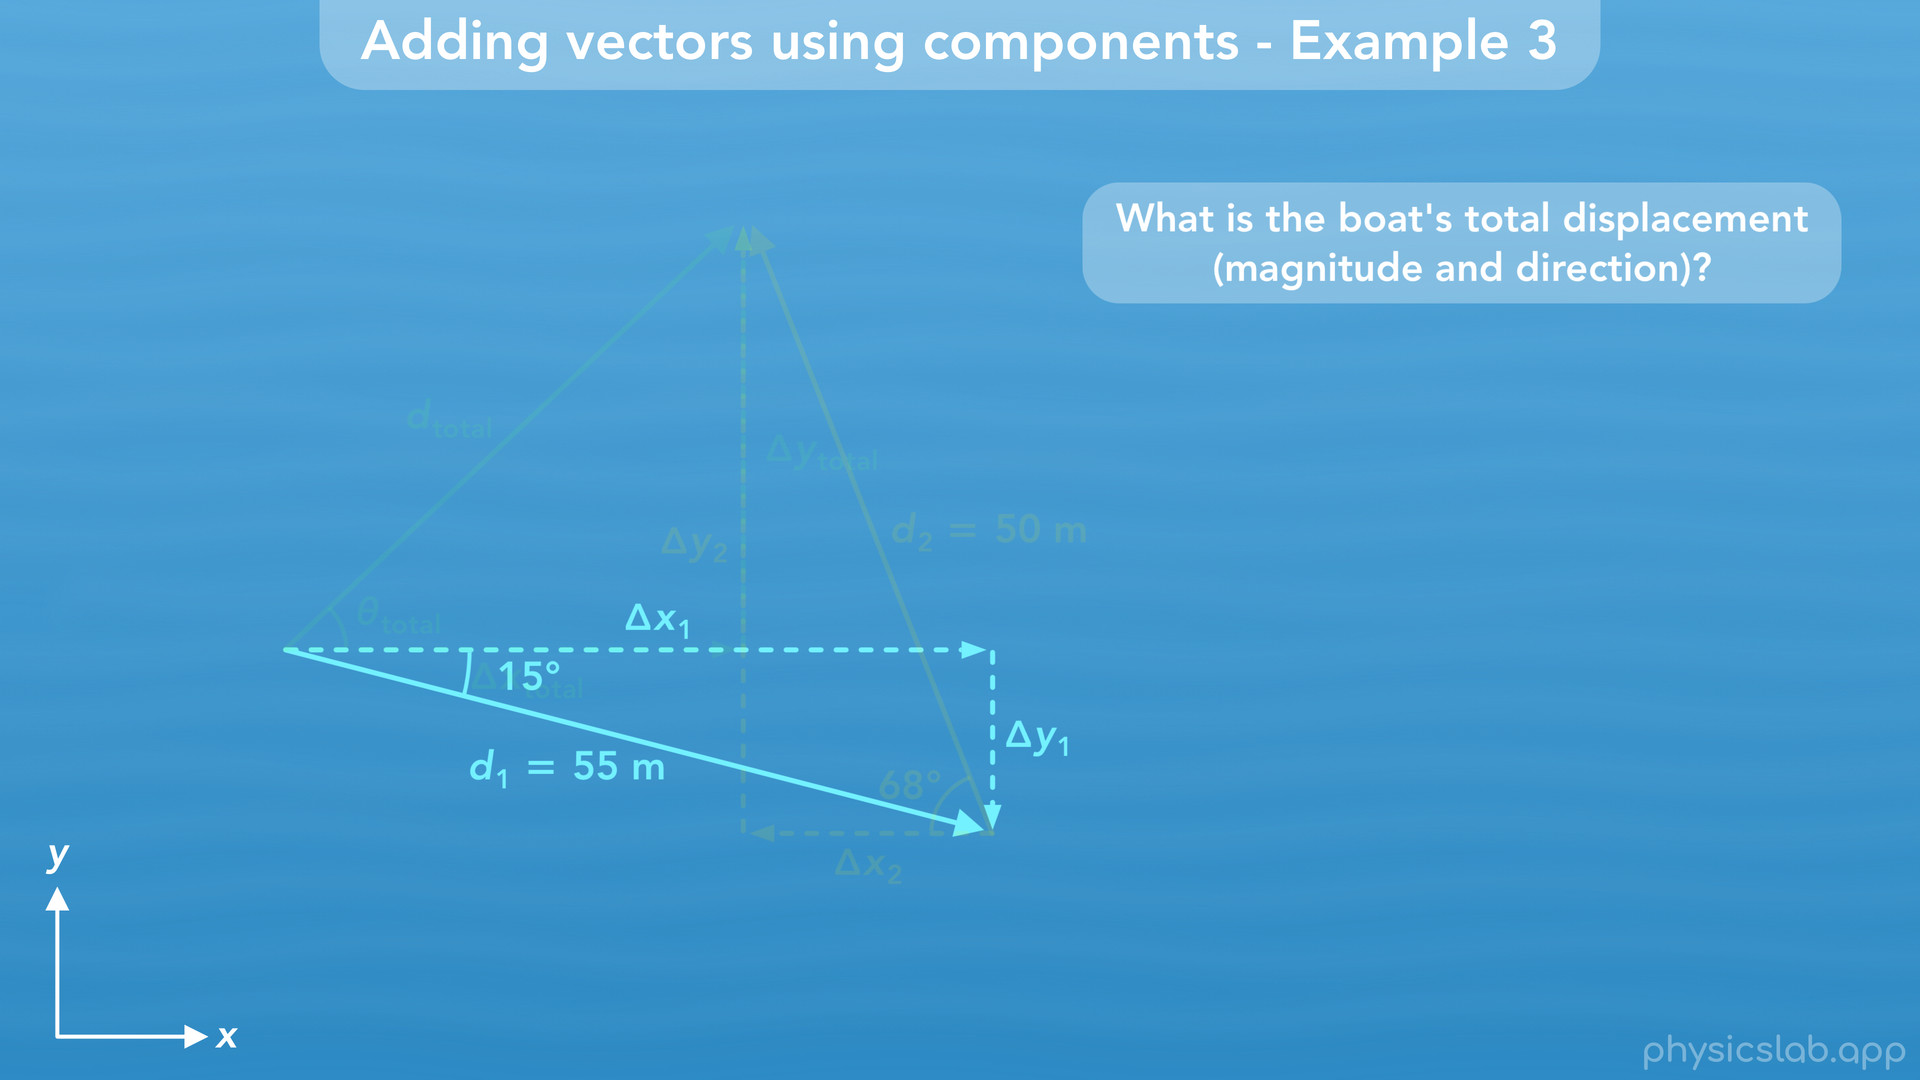 Adding vectors using components - Example 3
What is the boat's total displacement
(magnitude and direction)?
d_total
Δy_total
d₂ = 50 m
Δy₂
θ_total
Δx₁
15°
total
Δy₁
d₁ = 55 m
68°
Δx₂
y
x
physicslab.app